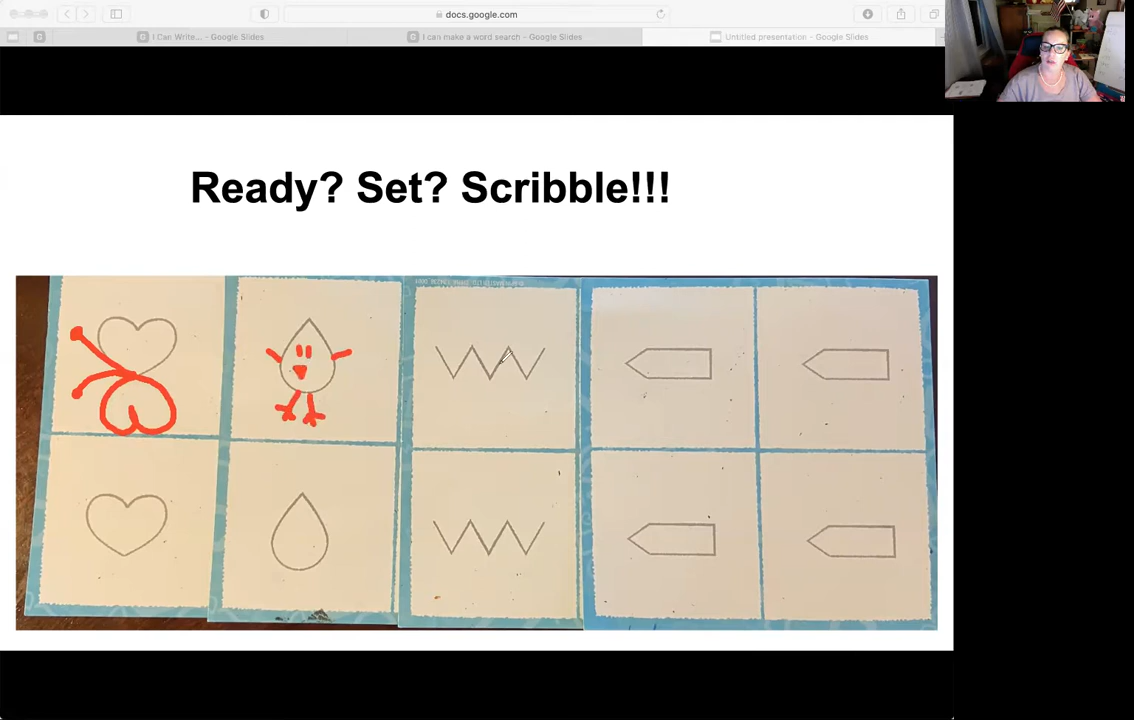 docs.google.com
I Can Write... - Google Slides
I can make a word search - Google Slides
Untitled presentation - Google Slides
Ready? Set? Scribble!!!